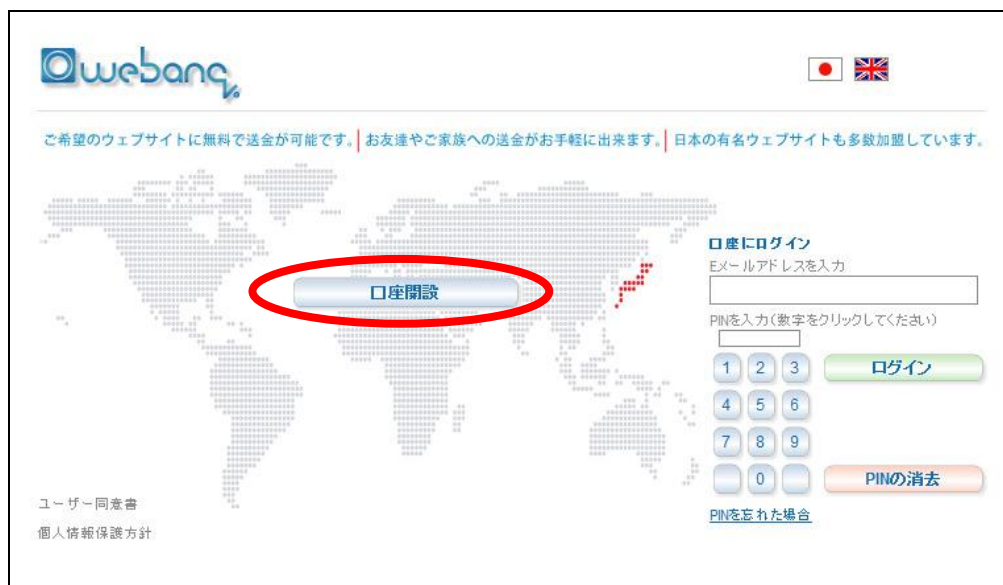 webanq
ご希望のウェブサイトに無料で送金が可能です。 お友達やご家族への送金がお手軽に出来ます。 日本の有名ウェブサイトも多数加盟しています。
口座開設
口座にログイン
Eメールアドレスを入力
PINを入力(数字をクリックしてください)
1 2 3 ログイン
4 5 6
7 8 9
0 PINの消去
PINを忘れた場合
ユーザー同意書
個人情報保護方針